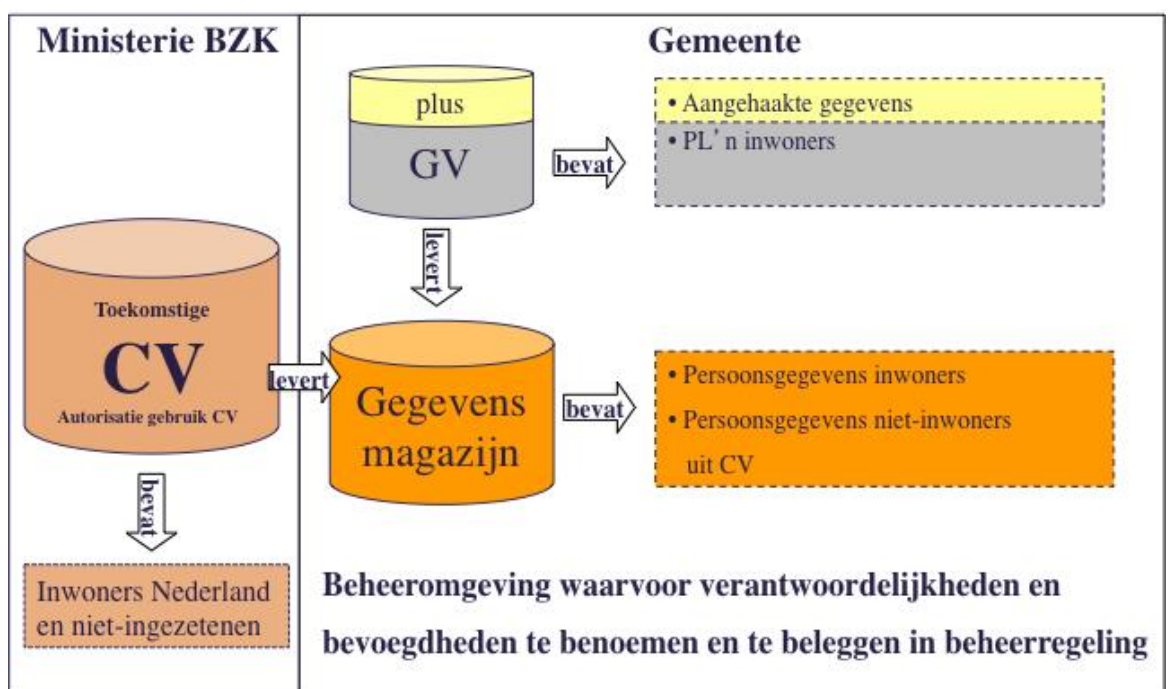 Ministerie BZK
Gemeente
plus
GV
bevat
• Aangehaakte gegevens
• PL'n inwoners
levert
Toekomstige
CV
Autorisatie gebruik CV
levert
Gegevens
magazijn
bevat
• Persoonsgegevens inwoners
• Persoonsgegevens niet-inwoners
uit CV
bevat
Inwoners Nederland
en niet-ingezetenen
Beheeromgeving waarvoor verantwoordelijkheden en
bevoegdheden te benoemen en te beleggen in beheerregeling